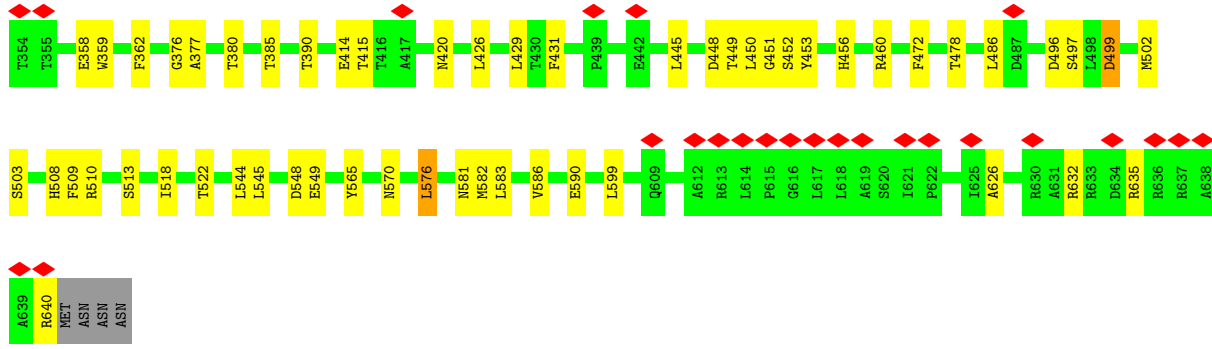 T354 T355 E358 W359 F362 G376 A377 T380 T385 T390 E414 T415 T416 A417 N420 L426 L429 T430 F431 P439 E442 L445 D448 T449 L450 G451 S452 Y453 H456 R460 F472 T478 L486 D487 D496 S497 L498 D499 M502
S503 H508 F509 R510 S513 I518 T522 L544 L545 D548 E549 Y565 N570 L576 N581 M582 L583 V586 E590 L599 Q609 A612 R613 L614 P615 G616 L617 L618 A619 S620 I621 P622 I625 A626 R630 A631 R632 R633 D634 R635 R636 R637 A638
A639 R640 MET ASN ASN ASN